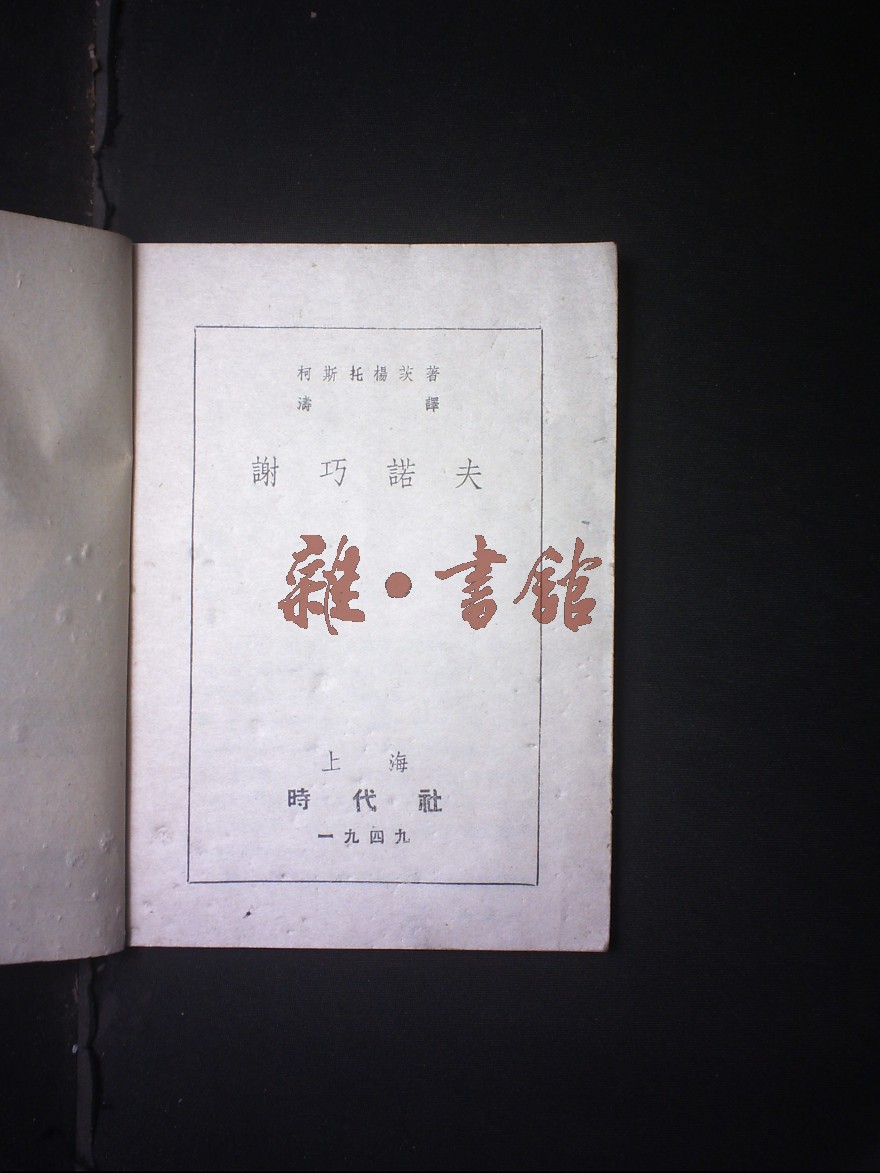 柯斯托楊茨著
濤譯
謝巧諾夫
雜·書館
上海
時代社
一九四九